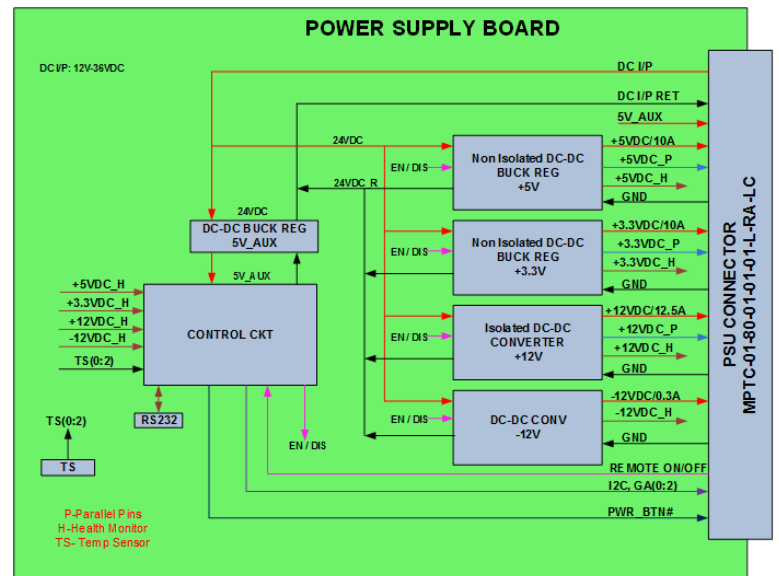 POWER SUPPLY BOARD
DC I/P: 12V-36VDC
DC I/P
DC I/P RET
5V_AUX
24VDC
+5VDC/10A
EN / DIS
Non Isolated DC-DC
BUCK REG
+5V
+5VDC_P
24VDC_R
+5VDC_H
GND
24VDC
DC-DC BUCK REG
5V_AUX
+3.3VDC/10A
EN / DIS
Non Isolated DC-DC
BUCK REG
+3.3V
+3.3VDC_P
+3.3VDC_H
GND
5V_AUX
+5VDC_H
+3.3VDC_H
+12VDC_H
-12VDC_H
TS(0:2)
CONTROL CKT
+12VDC/12.5A
EN / DIS
Isolated DC-DC
CONVERTER
+12V
+12VDC_P
+12VDC_H
GND
-12VDC/0.3A
EN / DIS
DC-DC CONV
-12V
-12VDC_H
GND
RS232
TS(0:2)
EN / DIS
TS
REMOTE ON/OFF
I2C, GA(0:2)
PWR_BTN#
P-Parallel Pins
H-Health Monitor
TS- Temp Sensor
PSU CONNECTOR
MPTC-01-80-01-01-01-L-RA-LC